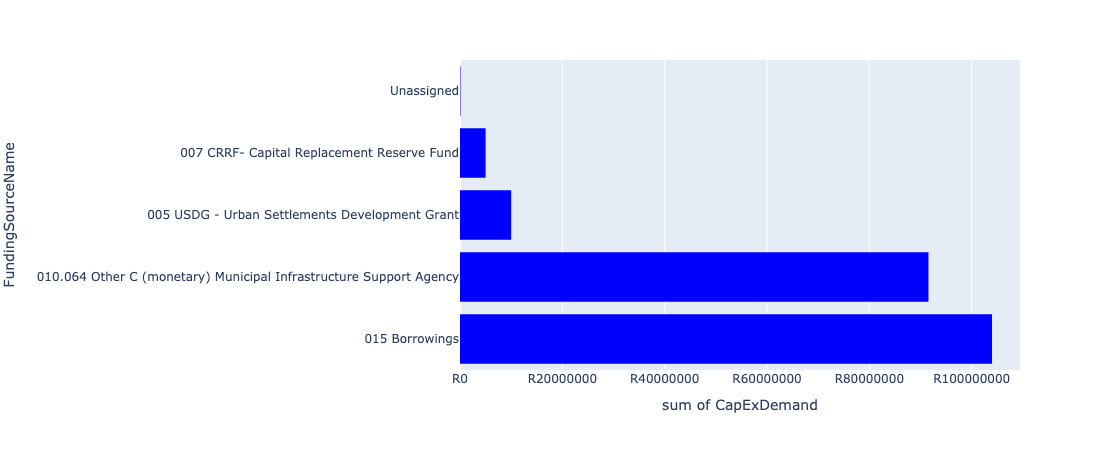 FundingSourceName
Unassigned
007 CRRF- Capital Replacement Reserve Fund
005 USDG - Urban Settlements Development Grant
010.064 Other C (monetary) Municipal Infrastructure Support Agency
015 Borrowings
R0 R20000000 R40000000 R60000000 R80000000 R100000000
sum of CapExDemand